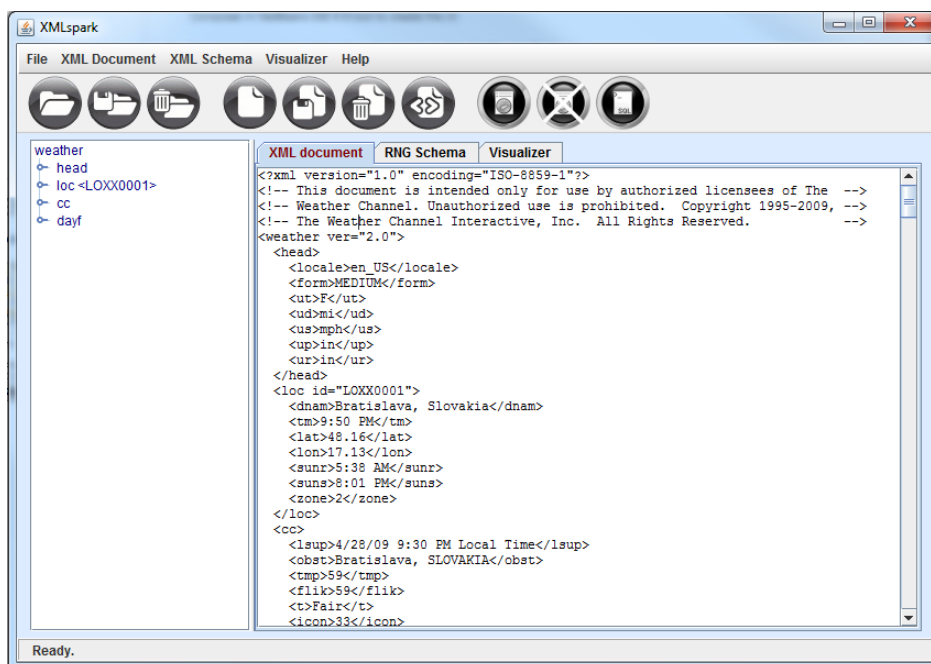 XMLspark
File XML Document XML Schema Visualizer Help
SQL
weather
head
loc <LOXX0001>
cc
dayf
XML document RNG Schema Visualizer
<?xml version="1.0" encoding="ISO-8859-1"?>
<!-- This document is intended only for use by authorized licensees of The -->
<!-- Weather Channel. Unauthorized use is prohibited. Copyright 1995-2009, -->
<!-- The Weather Channel Interactive, Inc. All Rights Reserved. -->
<weather ver="2.0">
<head>
<locale>en_US</locale>
<form>MEDIUM</form>
<ut>F</ut>
<ud>mi</ud>
<us>mph</us>
<up>in</up>
<ur>in</ur>
</head>
<loc id="LOXX0001">
<dnam>Bratislava, Slovakia</dnam>
<tm>9:50 PM</tm>
<lat>48.16</lat>
<lon>17.13</lon>
<sunr>5:38 AM</sunr>
<suns>8:01 PM</suns>
<zone>2</zone>
</loc>
<cc>
<lsup>4/28/09 9:30 PM Local Time</lsup>
<obst>Bratislava, SLOVAKIA</obst>
<tmp>59</tmp>
<flik>59</flik>
<t>Fair</t>
<icon>33</icon>
Ready.